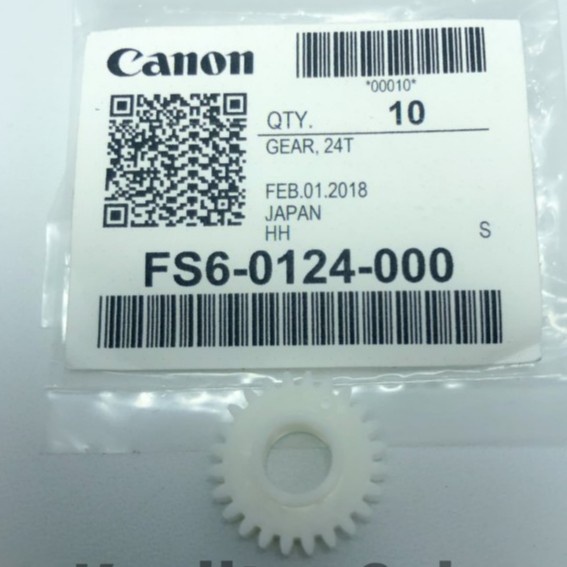 Canon
*00010*
QTY. 10
GEAR, 24T
FEB.01.2018
JAPAN
HH S
FS6-0124-000